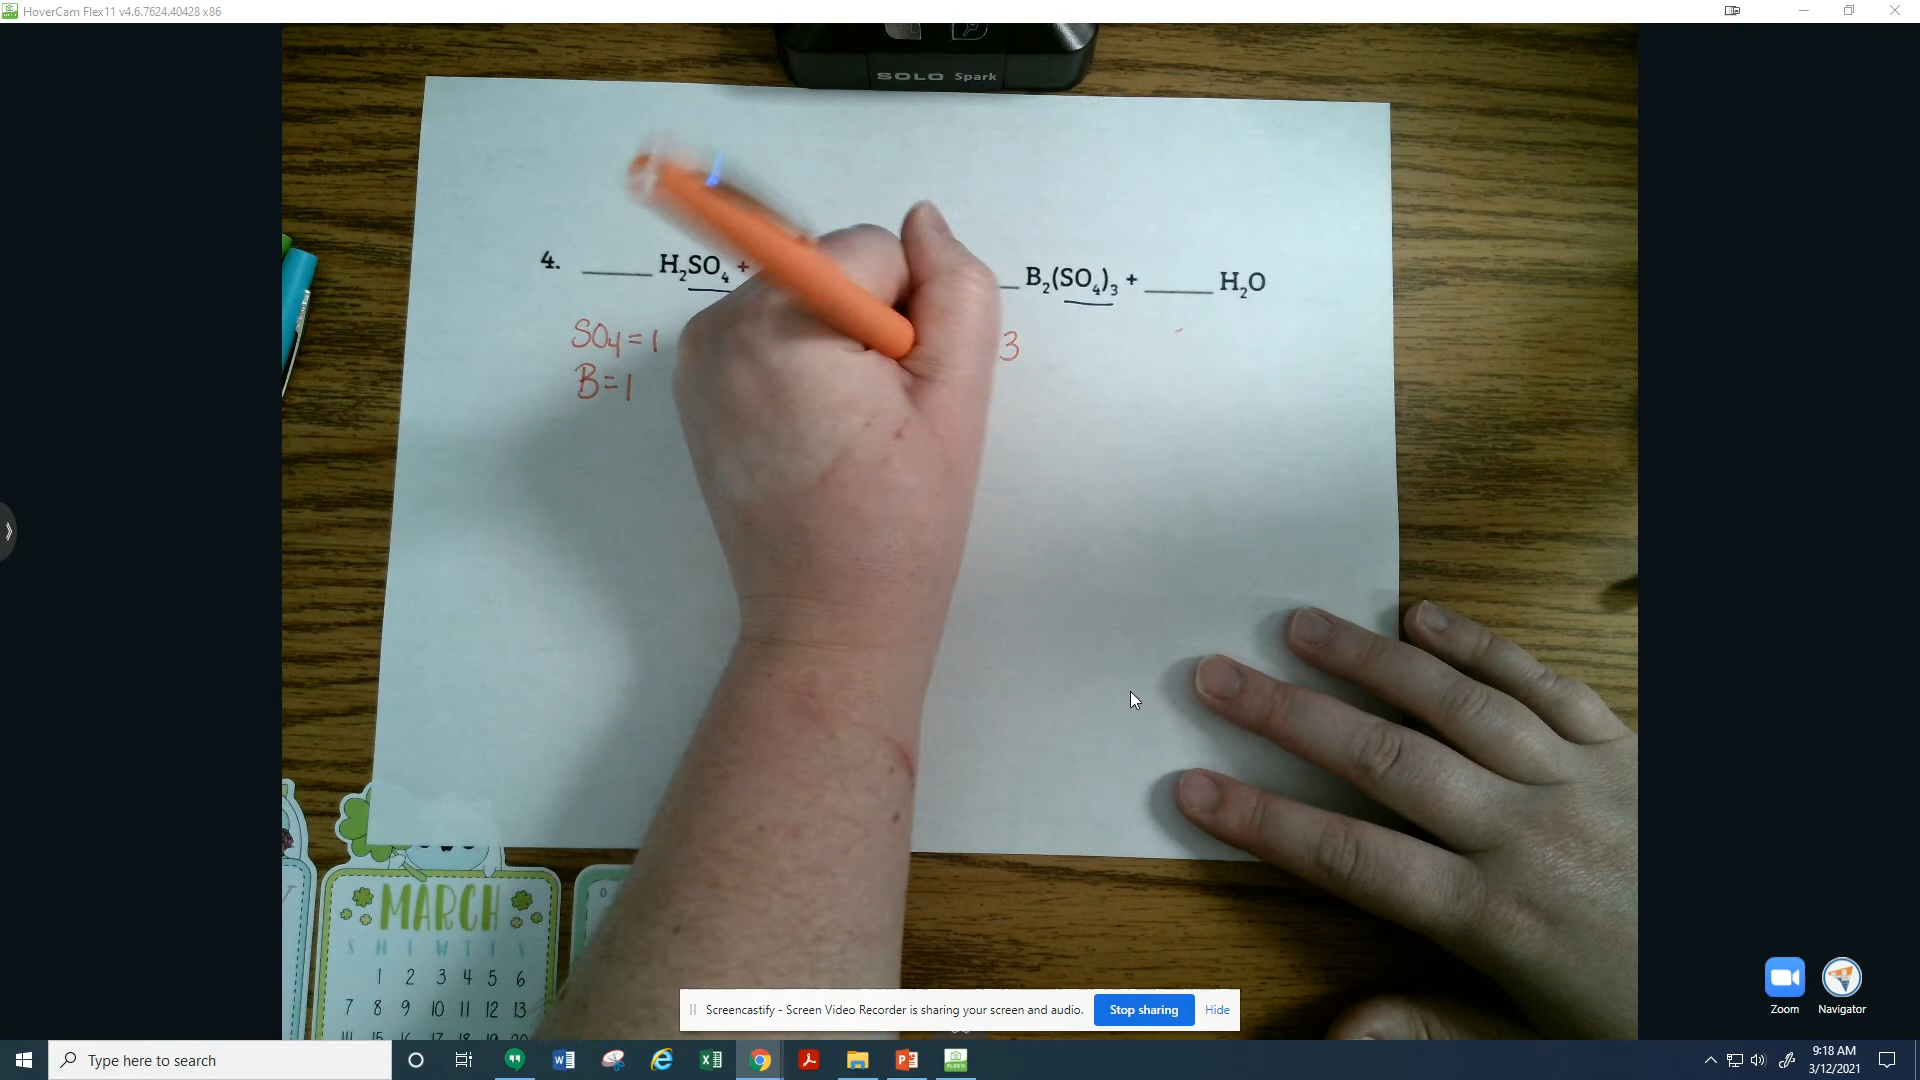 HoverCam Flex11 v4.6.7624.40428 x86
SOLO Spark
4. _____ H₂SO₄ +
__ B₂(SO₄)₃ + _____ H₂O
SO₄ = 1
3
B = 1
MARCH
S M T W T F S
1 2 3 4 5 6
7 8 9 10 11 12 13
Screencastify - Screen Video Recorder is sharing your screen and audio.
Stop sharing
Hide
Zoom
Navigator
Type here to search
9:18 AM
3/12/2021